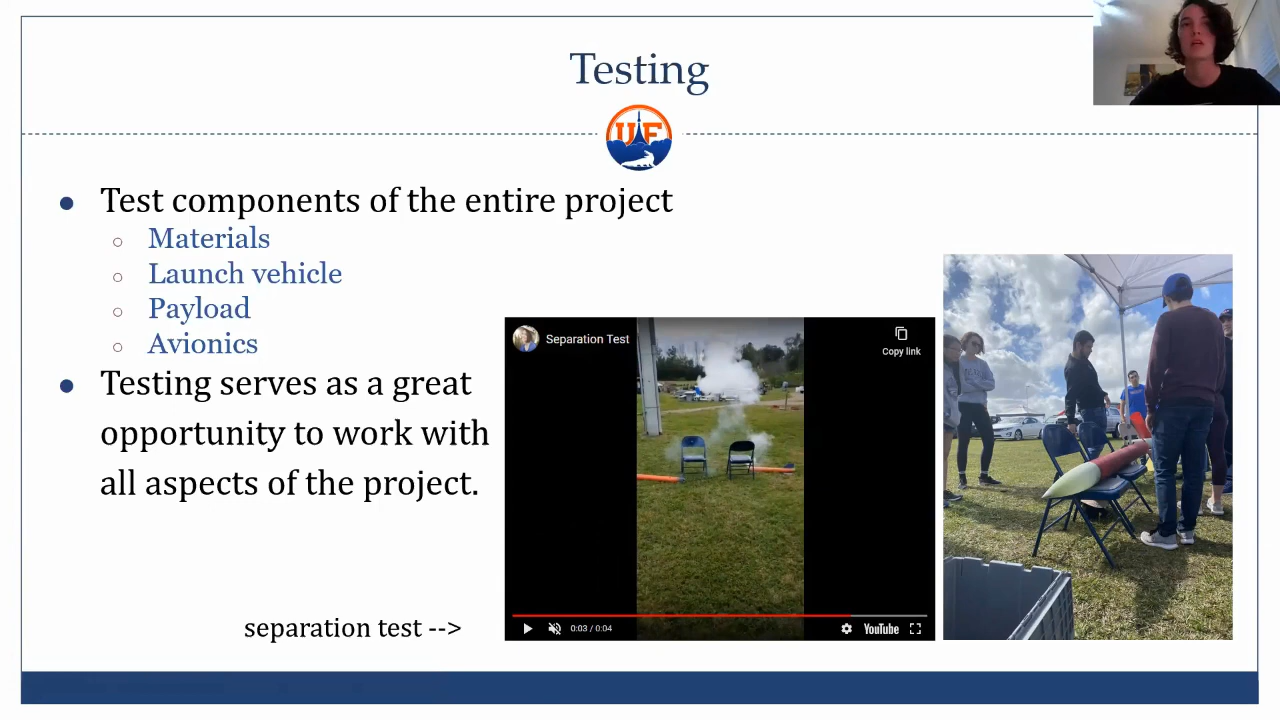 Testing
UF
● Test components of the entire project
○ Materials
○ Launch vehicle
○ Payload
○ Avionics
● Testing serves as a great
opportunity to work with
all aspects of the project.
separation test -->
Separation Test
Copy link
0:03 / 0:04
YouTube